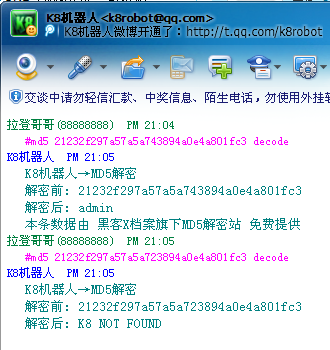 K8机器人<k8robot@qq.com>
K8机器人微博开通了：http://t.qq.com/k8robot
交谈中请勿轻信汇款、中奖信息、陌生电话，勿使用外挂软
拉登哥哥(88888888)  PM 21:04
#md5 21232f297a57a5a743894a0e4a801fc3 decode
K8机器人  PM 21:05
K8机器人→MD5解密
解密前: 21232f297a57a5a743894a0e4a801fc3
解密后: admin
本条数据由 黑客X档案旗下MD5解密站 免费提供
拉登哥哥(88888888)  PM 21:05
#md5 21232f297a57a5a723894a0e4a801fc3 decode
K8机器人  PM 21:05
K8机器人→MD5解密
解密前: 21232f297a57a5a723894a0e4a801fc3
解密后: K8 NOT FOUND